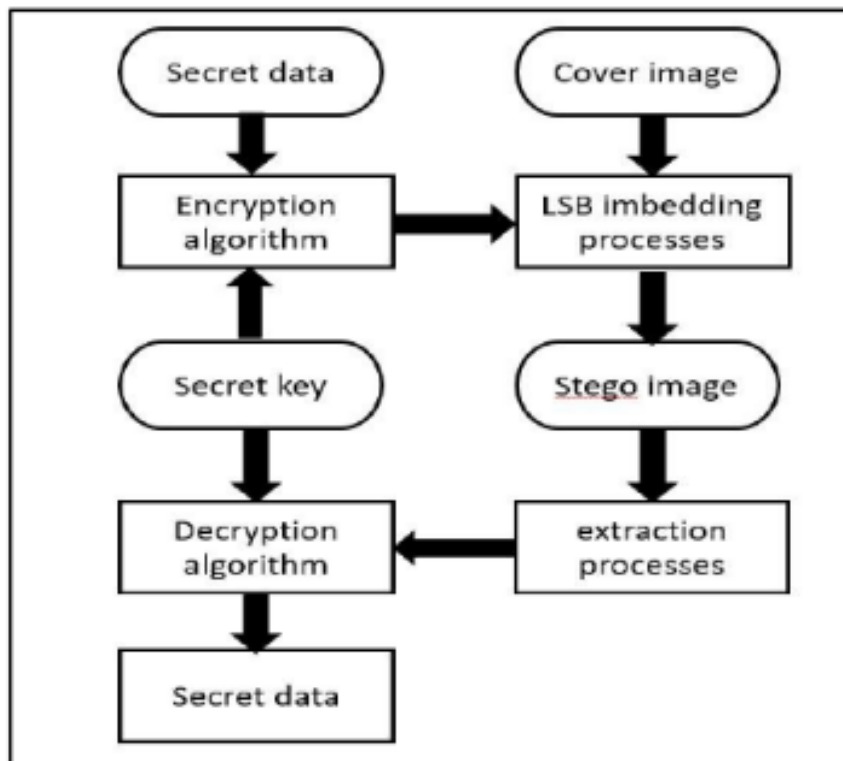 Secret data
Cover image
Encryption
algorithm
LSB imbedding
processes
Secret key
Stego image
Decryption
algorithm
extraction
processes
Secret data